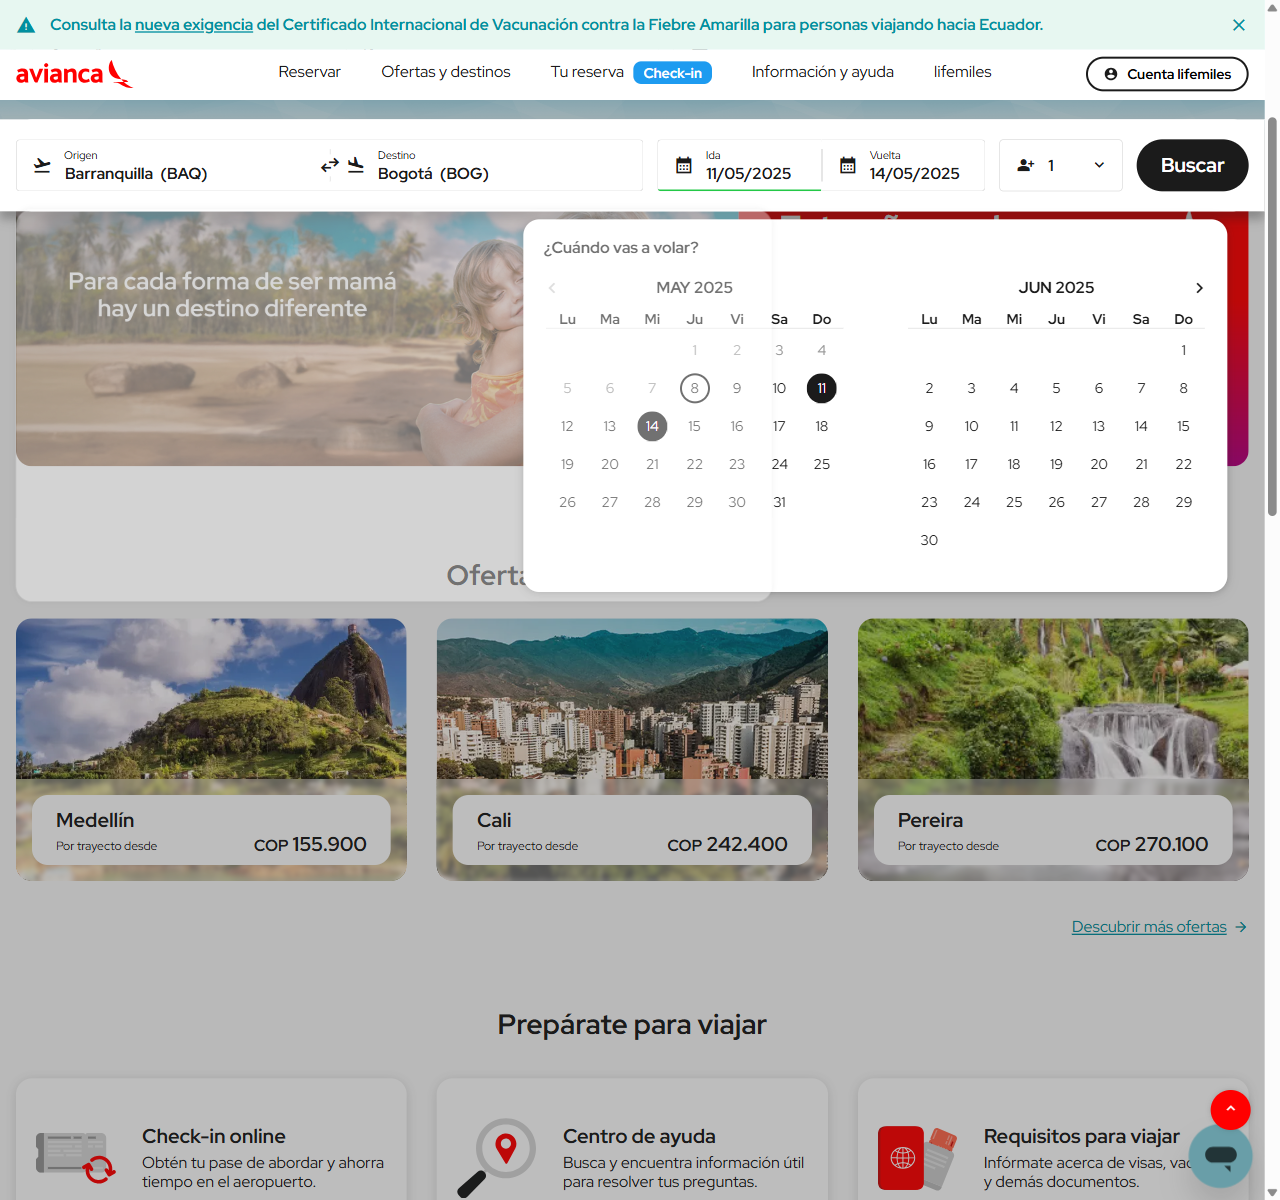 Consulta la nueva exigencia del Certificado Internacional de Vacunación contra la Fiebre Amarilla para personas viajando hacia Ecuador.
avianca
Reservar
Ofertas y destinos
Tu reserva
Check-in
Información y ayuda
lifemiles
Cuenta lifemiles
Origen
Barranquilla (BAQ)
Destino
Bogotá (BOG)
Ida
11/05/2025
Vuelta
14/05/2025
1
Buscar
Para cada forma de ser mamá
hay un destino diferente
¿Cuándo vas a volar?
MAY 2025
Lu Ma Mi Ju Vi Sa Do
1 2 3 4
5 6 7 8 9 10 11
12 13 14 15 16 17 18
19 20 21 22 23 24 25
26 27 28 29 30 31
JUN 2025
Lu Ma Mi Ju Vi Sa Do
1
2 3 4 5 6 7 8
9 10 11 12 13 14 15
16 17 18 19 20 21 22
23 24 25 26 27 28 29
30
Medellín
Por trayecto desde
COP 155.900
Cali
Por trayecto desde
COP 242.400
Pereira
Por trayecto desde
COP 270.100
Descubrir más ofertas
Prepárate para viajar
Check-in online
Obtén tu pase de abordar y ahorra
tiempo en el aeropuerto.
Centro de ayuda
Busca y encuentra información útil
para resolver tus preguntas.
Requisitos para viajar
Infórmate acerca de visas,
y demás documentos.